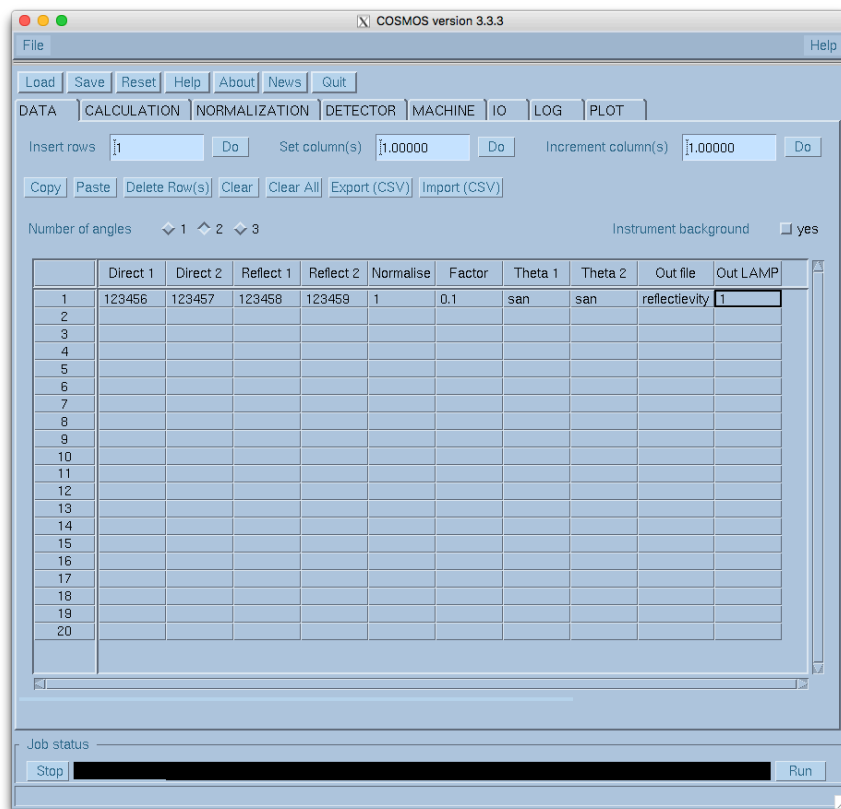 COSMOS version 3.3.3
File Help
Load Save Reset Help About News Quit
DATA CALCULATION NORMALIZATION DETECTOR MACHINE IO LOG PLOT
Insert rows 1 Do Set column(s) 1.00000 Do Increment column(s) 1.00000 Do
Copy Paste Delete Row(s) Clear Clear All Export (CSV) Import (CSV)
Number of angles 1 2 3 Instrument background yes
Direct 1 Direct 2 Reflect 1 Reflect 2 Normalise Factor Theta 1 Theta 2 Out file Out LAMP
1 123456 123457 123458 123459 1 0.1 san san reflectievity 1
2
3
4
5
6
7
8
9
10
11
12
13
14
15
16
17
18
19
20
Job status
Stop Run